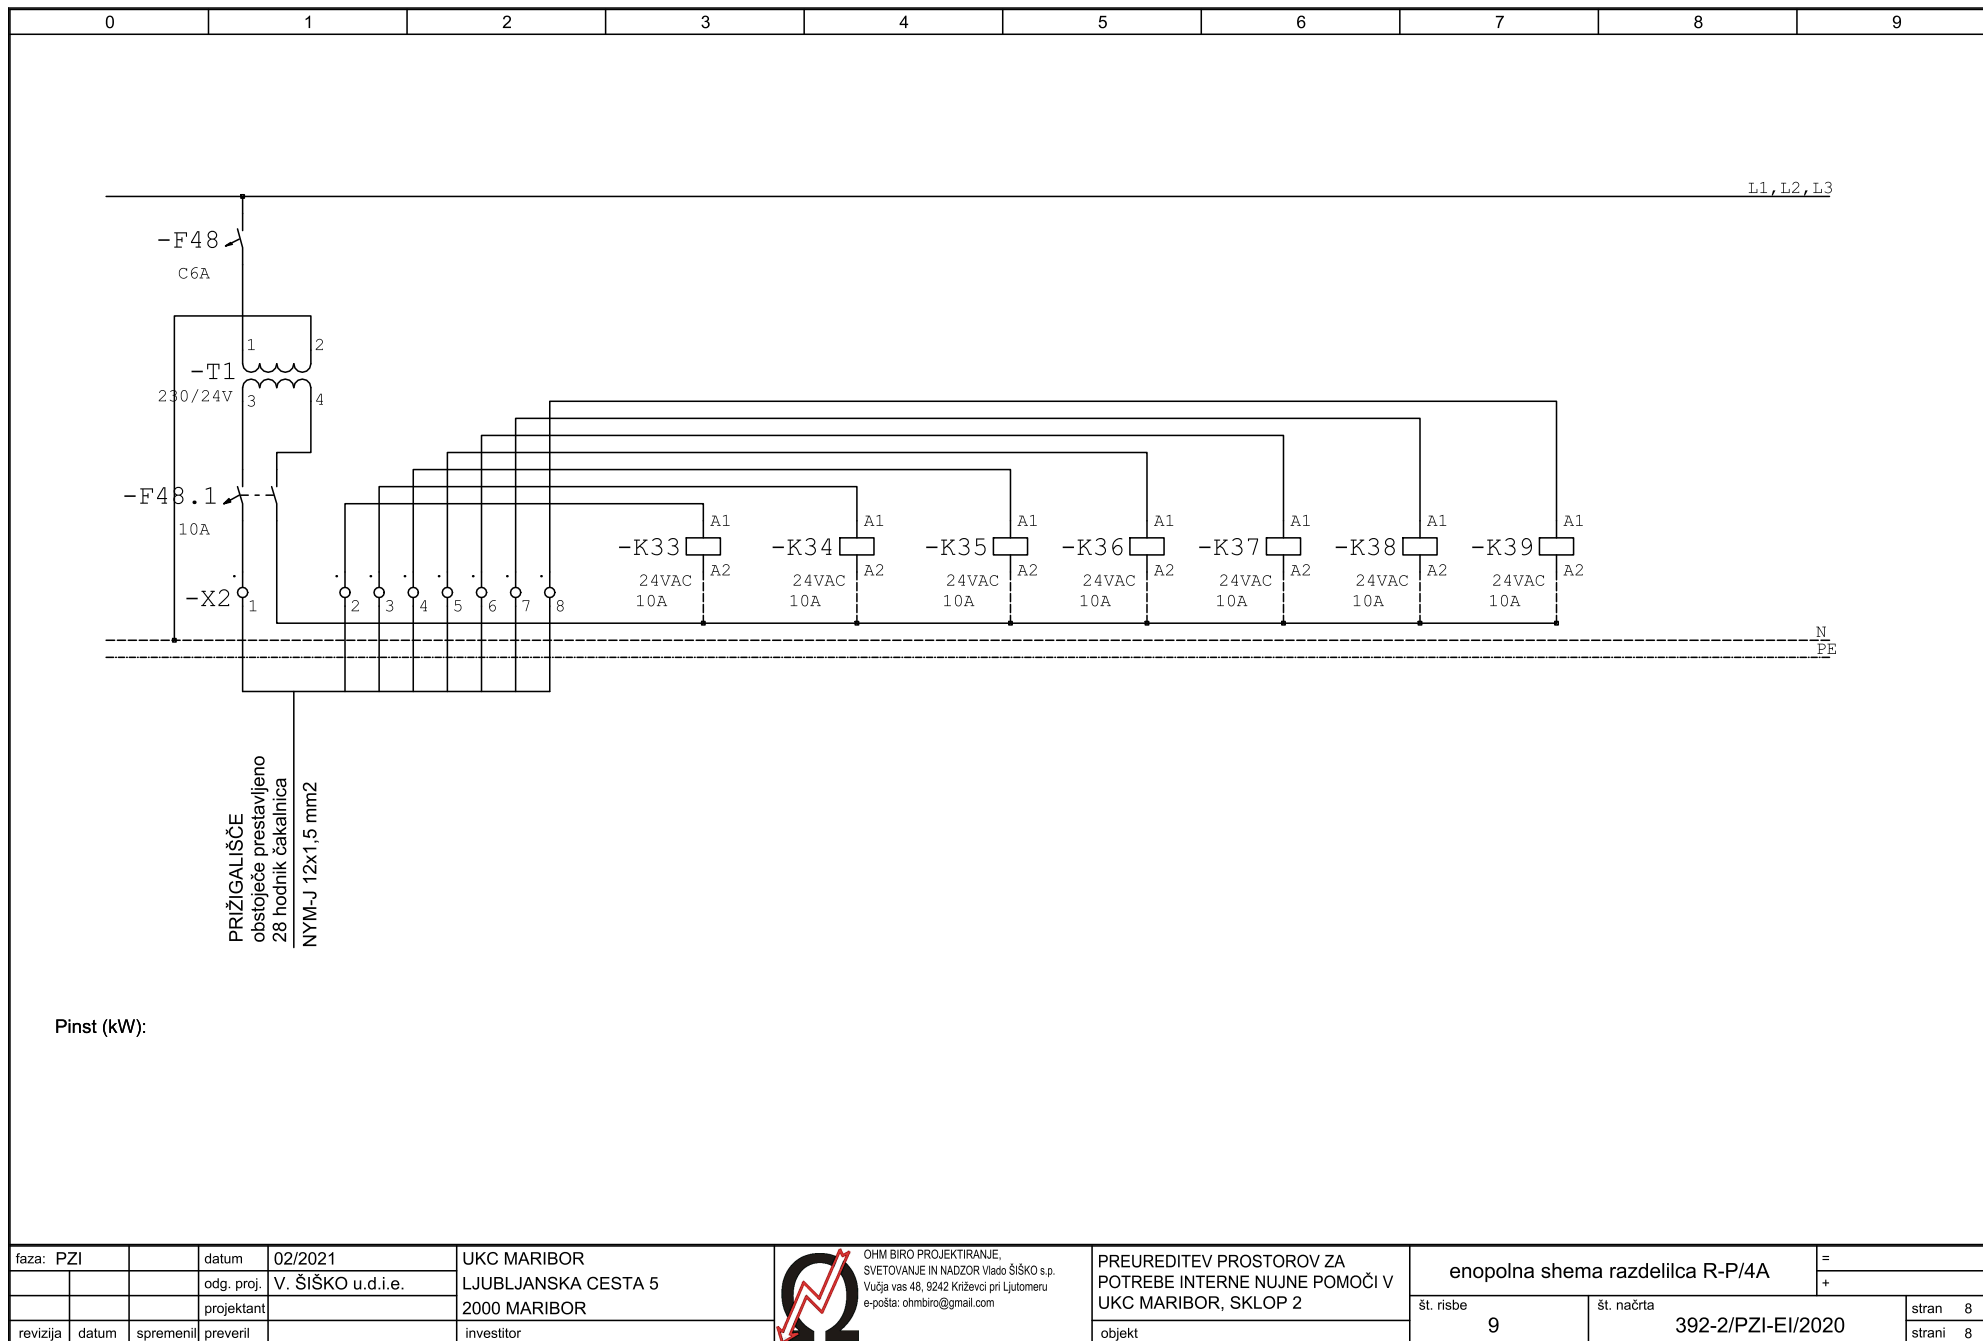 0 1 2 3 4 5 6 7 8 9
L1,L2,L3
-F48
C6A
1 2
-T1
230/24V 3 4
-F48.1
10A
-X2 1 2 3 4 5 6 7 8
-K33 A1 A2 24VAC 10A
-K34 A1 A2 24VAC 10A
-K35 A1 A2 24VAC 10A
-K36 A1 A2 24VAC 10A
-K37 A1 A2 24VAC 10A
-K38 A1 A2 24VAC 10A
-K39 A1 A2 24VAC 10A
N
PE
PRIŽIGALIŠČE
obstoječe prestavljeno
28 hodnik čakalnica
NYM-J 12x1,5 mm2
Pinst (kW):
faza: PZI
datum 02/2021
odg. proj. V. ŠIŠKO u.d.i.e.
projektant
revizija datum spremenil preveril
UKC MARIBOR
LJUBLJANSKA CESTA 5
2000 MARIBOR
investitor
OHM BIRO PROJEKTIRANJE,
SVETOVANJE IN NADZOR Vlado ŠIŠKO s.p.
Vučja vas 48, 9242 Križevci pri Ljutomeru
e-pošta: ohmbiro@gmail.com
PREUREDITEV PROSTOROV ZA
POTREBE INTERNE NUJNE POMOČI V
UKC MARIBOR, SKLOP 2
objekt
enopolna shema razdelilca R-P/4A
=
+
št. risbe
9
št. načrta
392-2/PZI-EI/2020
stran 8
strani 8